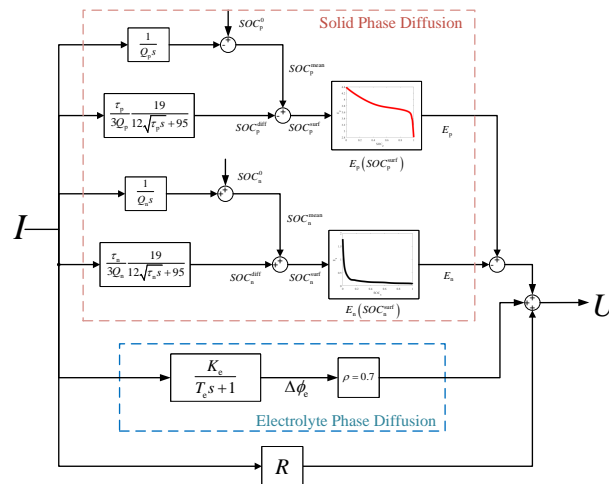 Solid Phase Diffusion
SOC_p^0
1/(Q_p s)
- +
SOC_p^mean
τ_p/(3Q_p) 19/(12√(τ_p s)+95)
SOC_p^diff
- +
SOC_p^surf
E_p
E_p(SOC_p^surf)
SOC_n^0
1/(Q_n s)
+ +
SOC_n^mean
I
τ_n/(3Q_n) 19/(12√(τ_n s)+95)
SOC_n^diff
+ +
SOC_n^surf
E_n
E_n(SOC_n^surf)
U
K_e/(T_e s+1)
Δϕ_e
ρ = 0.7
Electrolyte Phase Diffusion
R